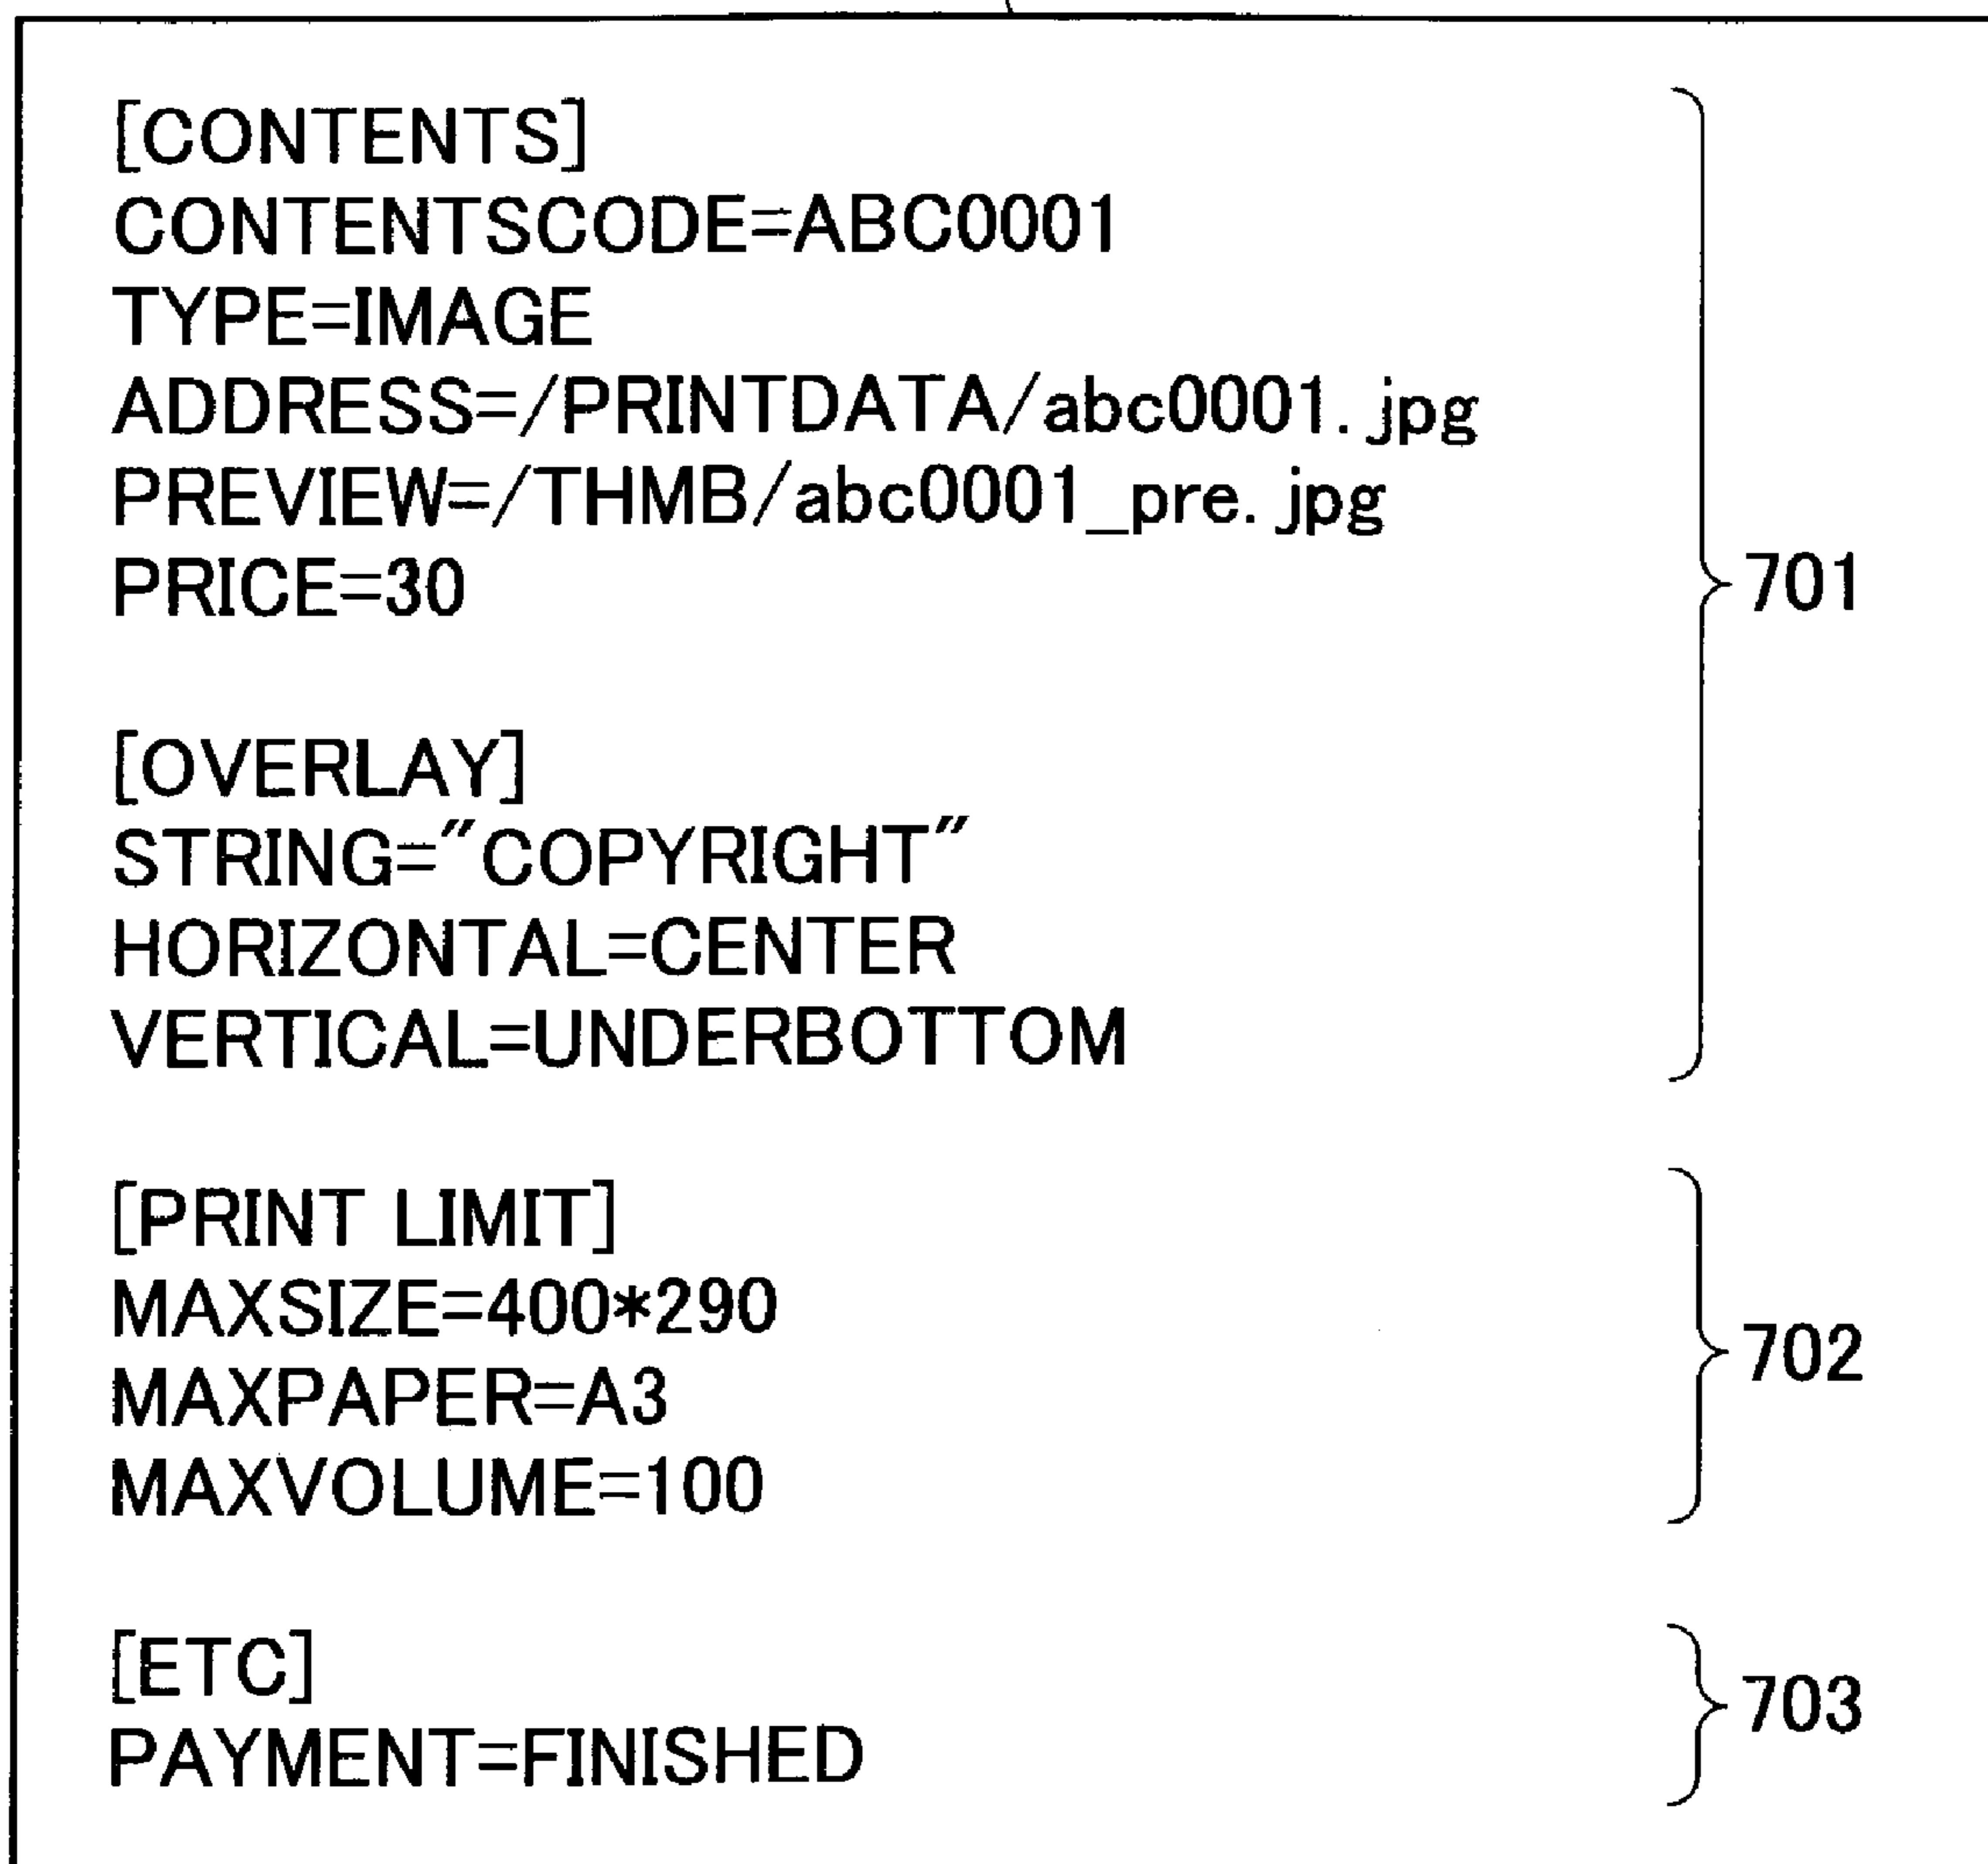 [CONTENTS]
CONTENTSCODE=ABC0001
TYPE=IMAGE
ADDRESS=/PRINTDATA/abc0001.jpg
PREVIEW=/THMB/abc0001_pre.jpg
PRICE=30
701
[OVERLAY]
STRING="COPYRIGHT"
HORIZONTAL=CENTER
VERTICAL=UNDERBOTTOM
[PRINT LIMIT]
MAXSIZE=400*290
MAXPAPER=A3
702
MAXVOLUME=100
[ETC]
PAYMENT=FINISHED
703